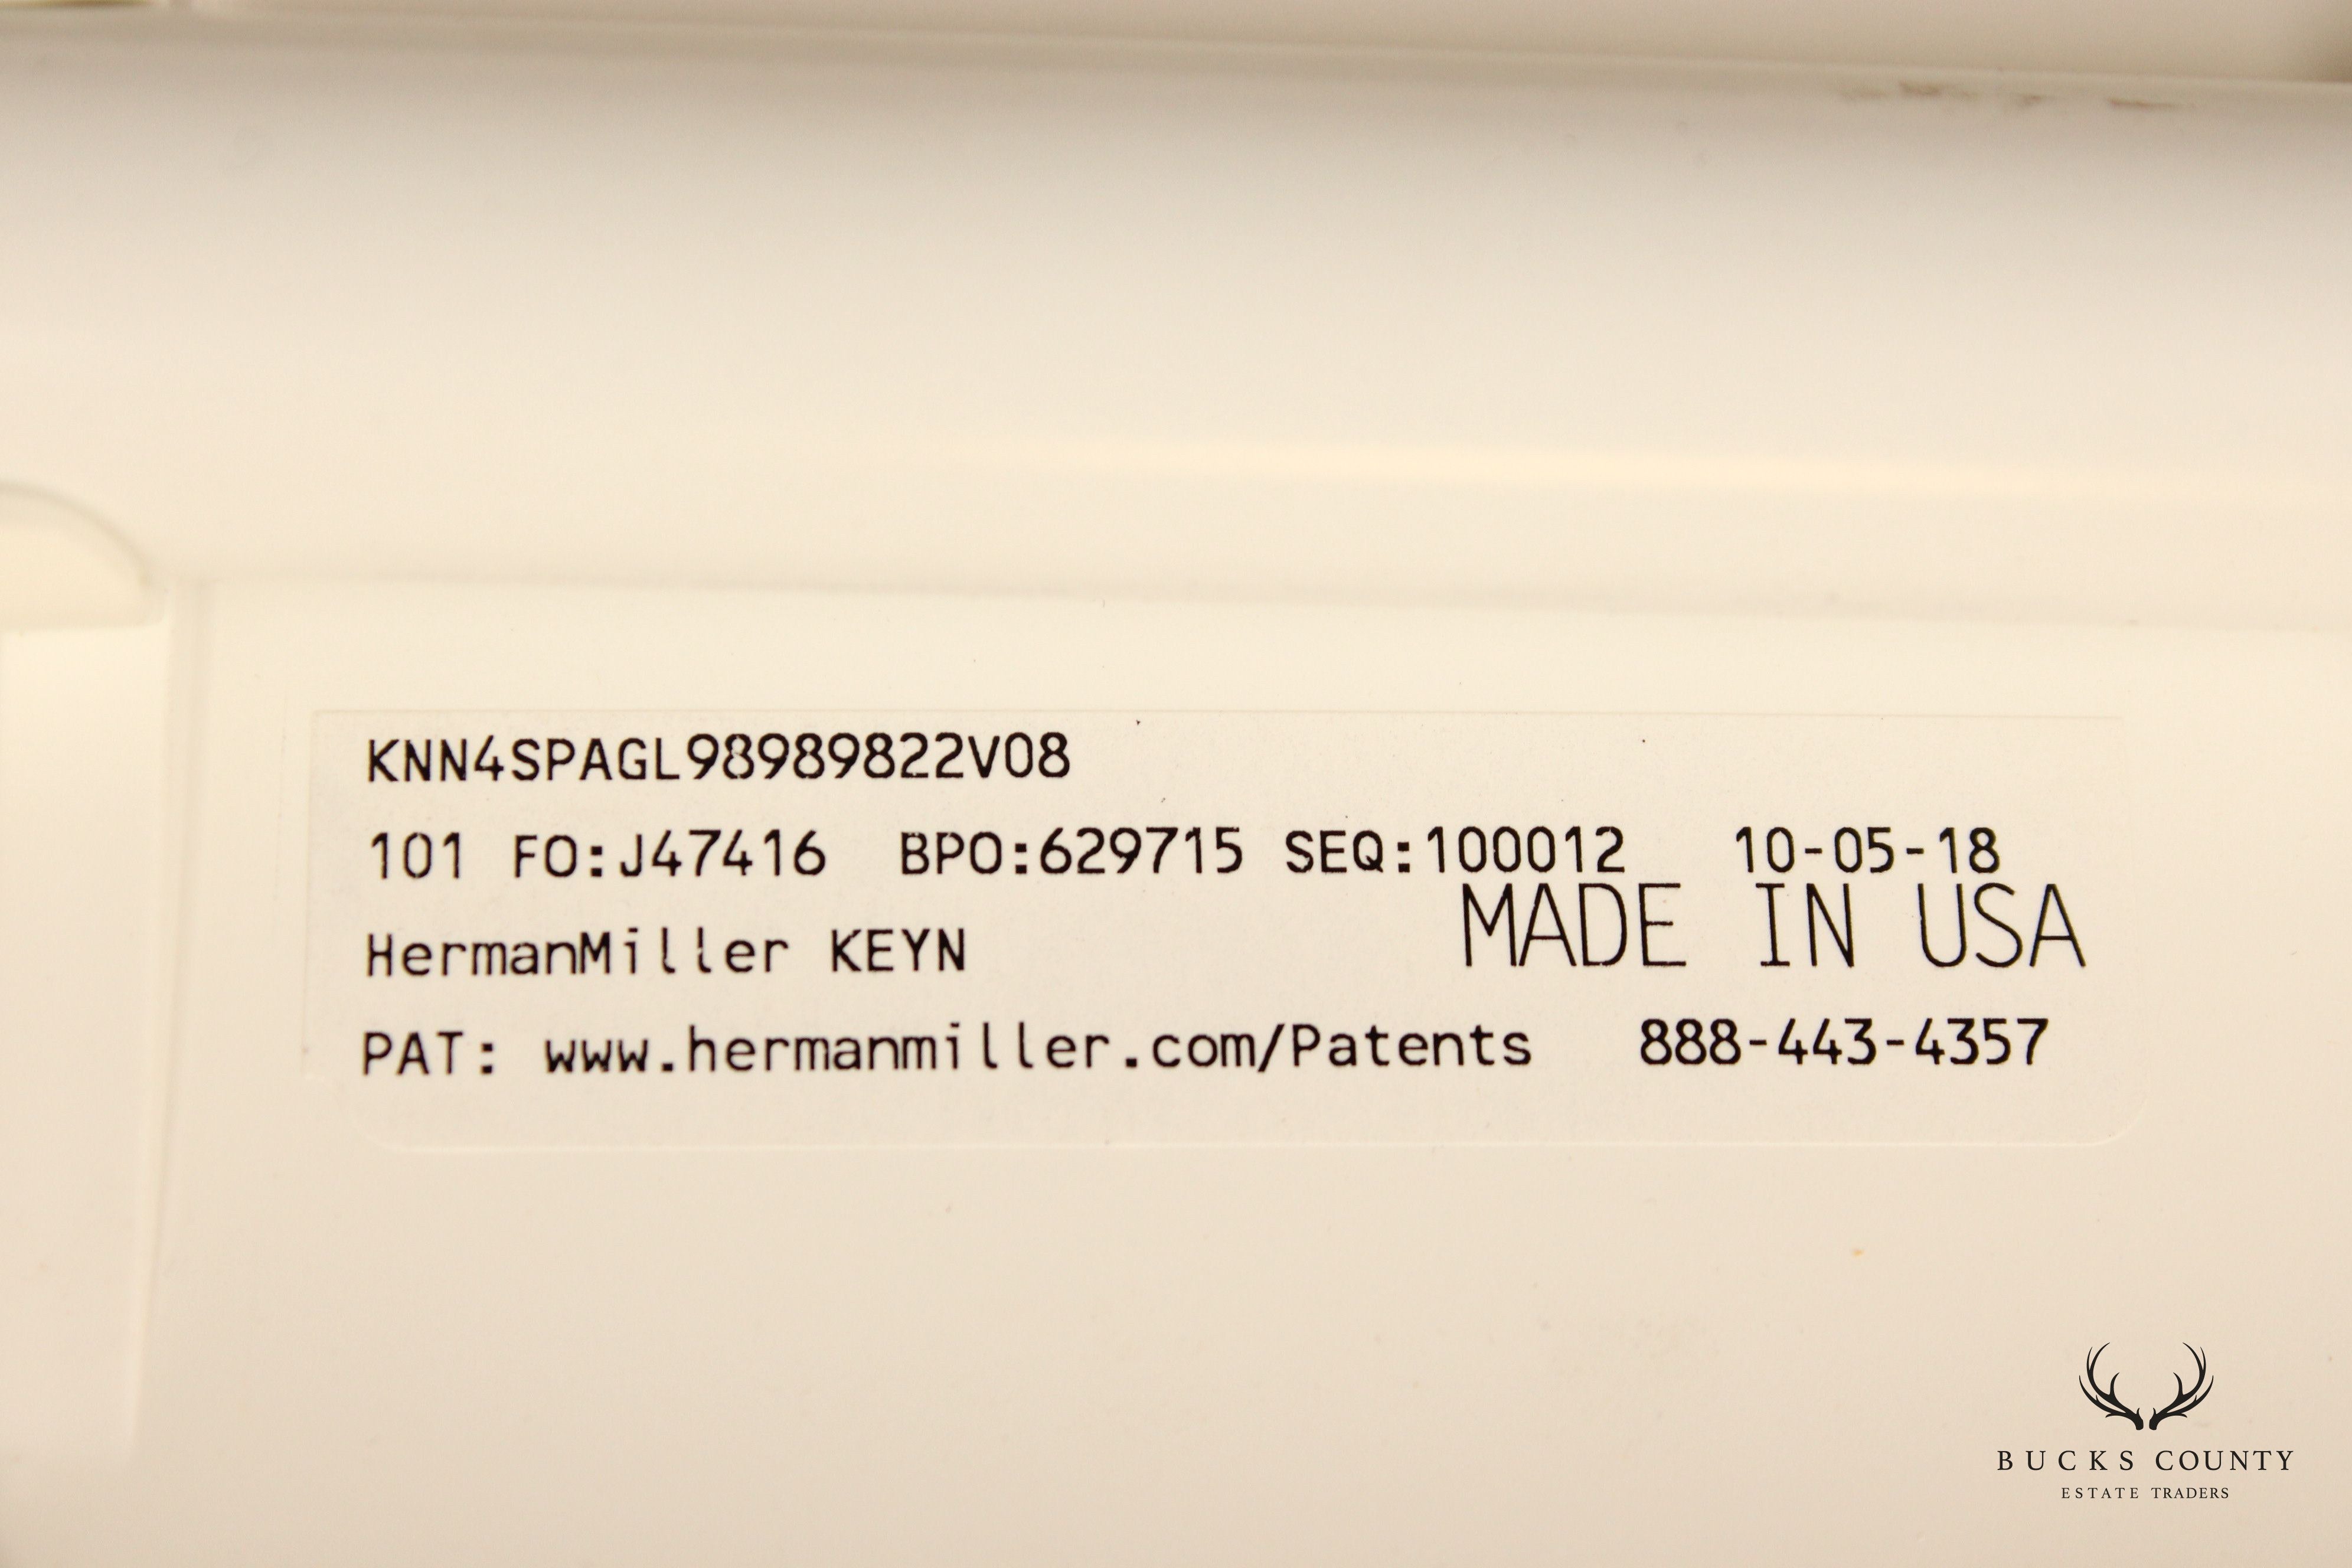 KNN4SPAGL98989822V08
101 FO:J47416 BPO:629715 SEQ:100012 10-05-18
MADE IN USA
HermanMiller KEYN
PAT: www.hermanmiller.com/Patents 888-443-4357
BUCKS COUNTY
ESTATE TRADERS